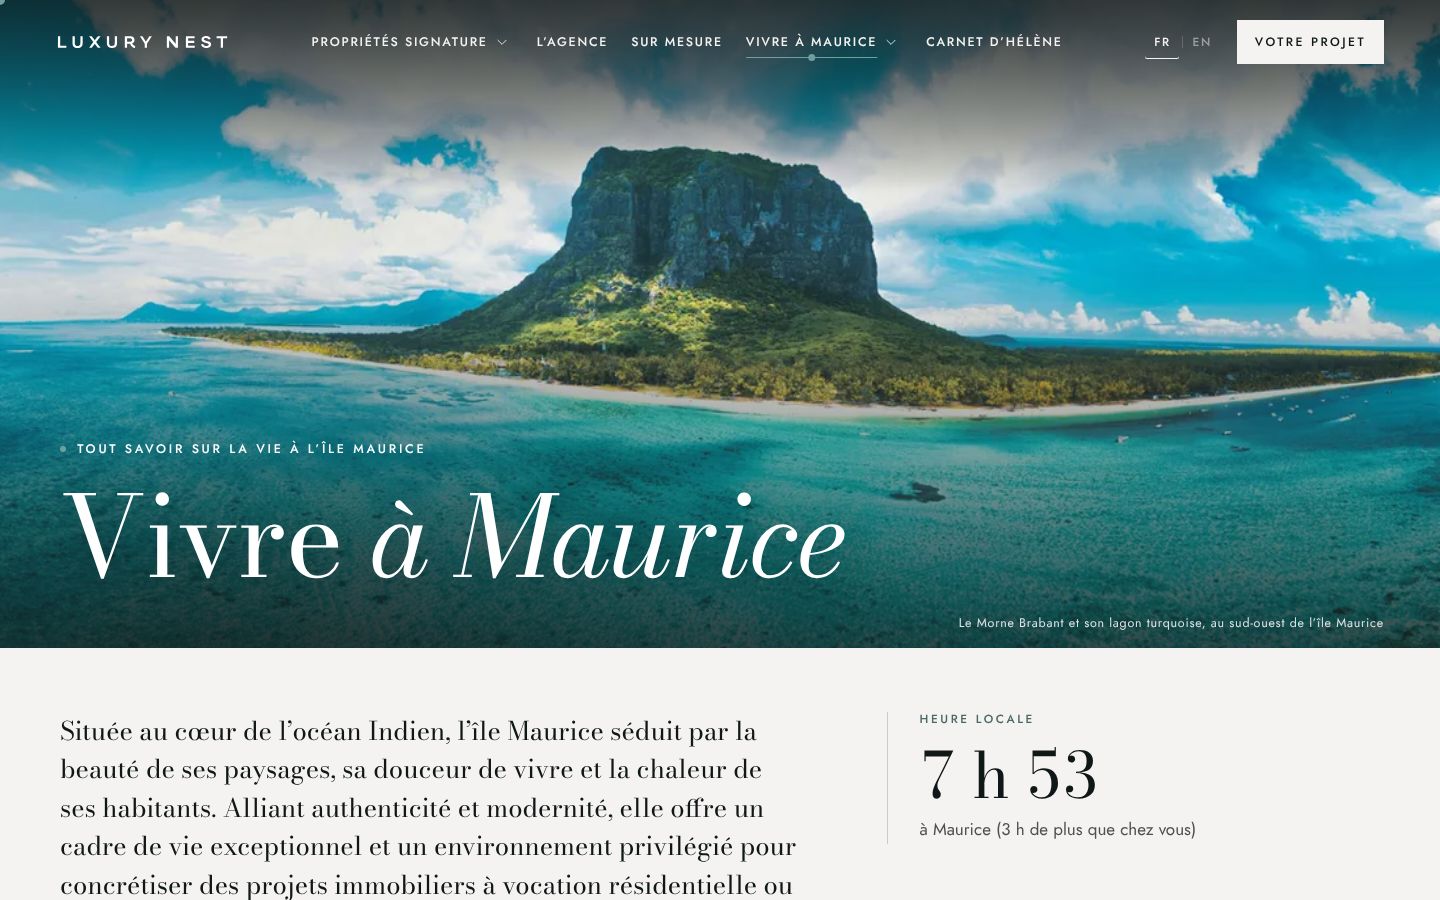 LUXURY NEST
PROPRIÉTÉS SIGNATURE
L’AGENCE
SUR MESURE
VIVRE À MAURICE
CARNET D’HÉLÈNE
FR
EN
VOTRE PROJET
TOUT SAVOIR SUR LA VIE À L’ÎLE MAURICE
Vivre à Maurice
Le Morne Brabant et son lagon turquoise, au sud-ouest de l’île Maurice
Située au cœur de l’océan Indien, l’île Maurice séduit par la
beauté de ses paysages, sa douceur de vivre et la chaleur de
ses habitants. Alliant authenticité et modernité, elle offre un
cadre de vie exceptionnel et un environnement privilégié pour
concrétiser des projets immobiliers à vocation résidentielle ou
HEURE LOCALE
7 h 53
à Maurice (3 h de plus que chez vous)